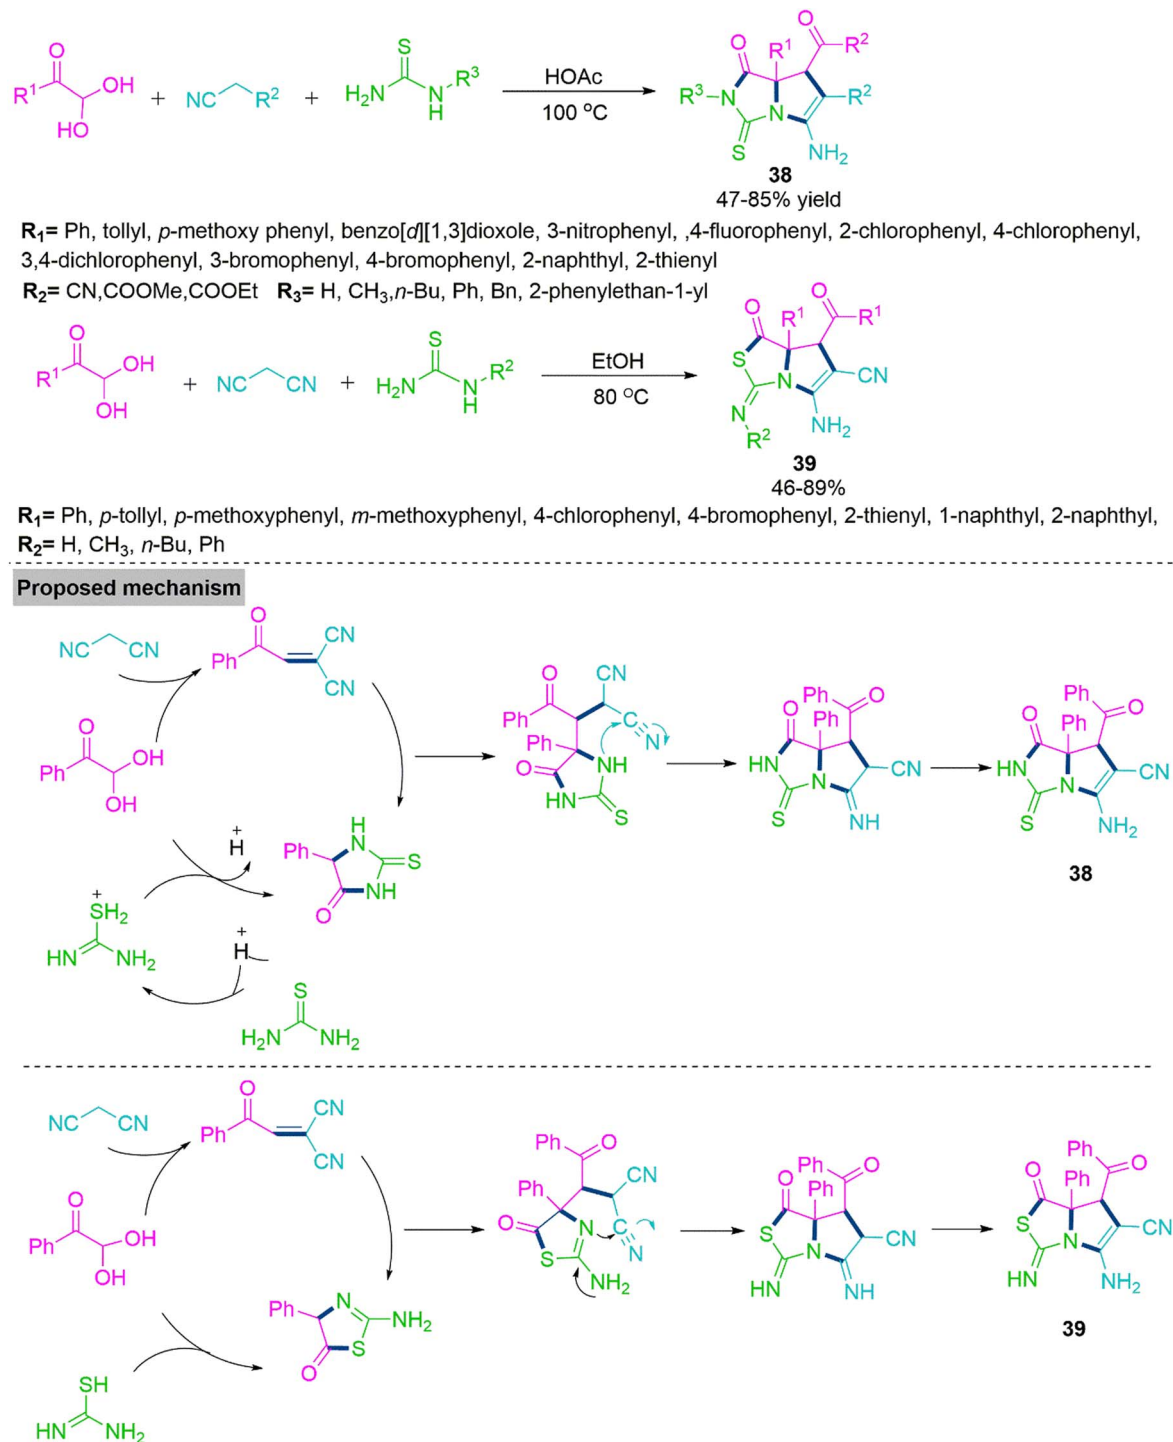 O
R¹ OH
HO
+
NC R²
+
S
H₂N N R³
H
HOAc
100 °C
O R¹ O R²
R³ N N R²
S NH₂
38
47-85% yield
R₁= Ph, tollyl, p-methoxy phenyl, benzo[d][1,3]dioxole, 3-nitrophenyl, ,4-fluorophenyl, 2-chlorophenyl, 4-chlorophenyl,
3,4-dichlorophenyl, 3-bromophenyl, 4-bromophenyl, 2-naphthyl, 2-thienyl
R₂= CN,COOMe,COOEt R₃= H, CH₃,n-Bu, Ph, Bn, 2-phenylethan-1-yl
O
R¹ OH
OH
+
NC CN
+
S
H₂N N R²
H
EtOH
80 °C
O R¹ O R¹
S N CN
N NH₂
R²
39
46-89%
R₁= Ph, p-tollyl, p-methoxyphenyl, m-methoxyphenyl, 4-chlorophenyl, 4-bromophenyl, 2-thienyl, 1-naphthyl, 2-naphthyl,
R₂= H, CH₃, n-Bu, Ph
Proposed mechanism
NC CN
O
Ph CN
CN
O
Ph OH
OH
+
H
+
SH₂
HN NH₂
+
H
S
H₂N NH₂
H
Ph N
S
NH
O
O CN
Ph C
N
Ph
O NH
HN S
Ph O
O Ph
HN N CN
S NH
Ph O
O Ph
HN N CN
S NH₂
38
NC CN
O
Ph CN
CN
O
Ph OH
OH
SH
HN NH₂
Ph N
NH₂
S
O
Ph O
Ph CN
O N C
S N
NH₂
Ph O
O Ph
S N CN
HN NH
Ph O
O Ph
S N CN
HN NH₂
39